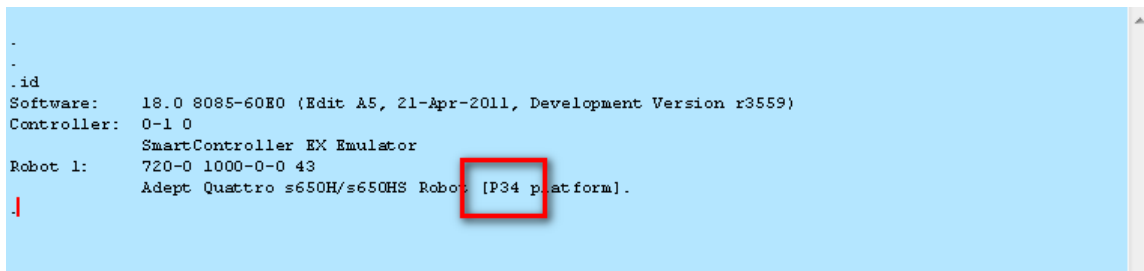 .
.
.id
Software: 18.0 8085-60E0 (Edit A5, 21-Apr-2011, Development Version r3559)
Controller: 0-1 0
SmartController EX Emulator
Robot 1: 720-0 1000-0-0 43
Adept Quattro s650H/s650HS Robot [P34 platform].
.